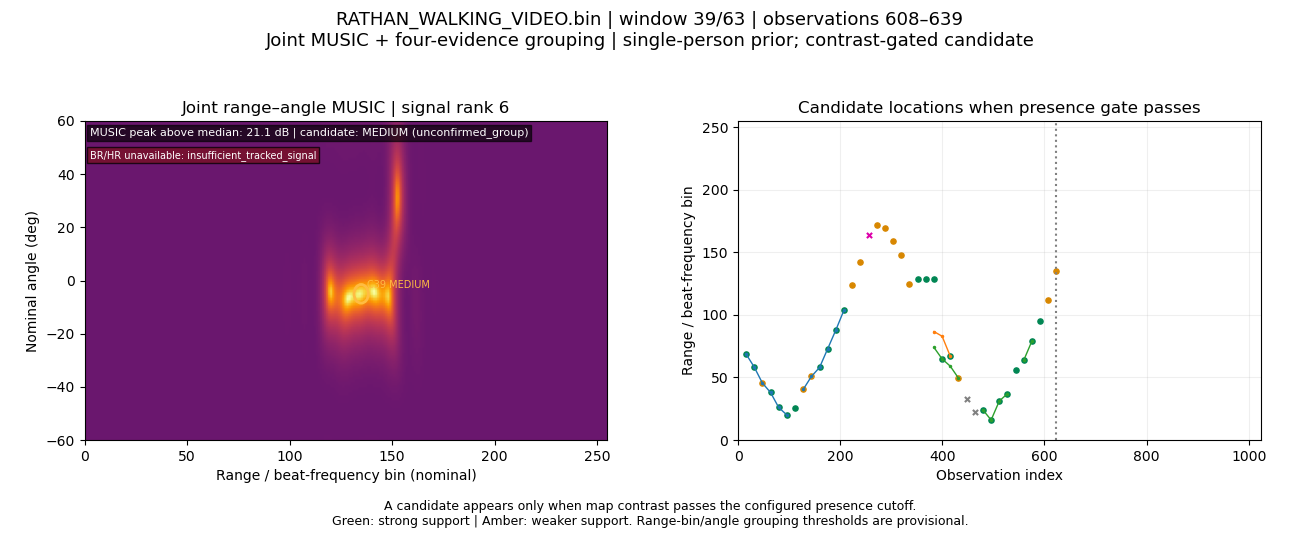 RATHAN_WALKING_VIDEO.bin | window 39/63 | observations 608–639
Joint MUSIC + four-evidence grouping | single-person prior; contrast-gated candidate
Joint range–angle MUSIC | signal rank 6
MUSIC peak above median: 21.1 dB | candidate: MEDIUM (unconfirmed_group)
BR/HR unavailable: insufficient_tracked_signal
MEDIUM
60
40
20
0
−20
−40
−60
Nominal angle (deg)
0
50
100
150
200
250
Range / beat-frequency bin (nominal)
Candidate locations when presence gate passes
250
200
150
100
50
0
Range / beat-frequency bin
0
200
400
600
800
1000
Observation index
A candidate appears only when map contrast passes the configured presence cutoff.
Green: strong support | Amber: weaker support. Range-bin/angle grouping thresholds are provisional.